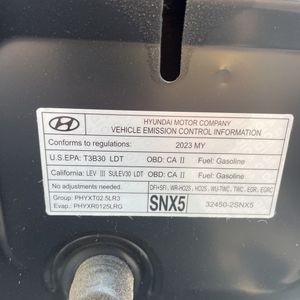 HYUNDAI MOTOR COMPANY
VEHICLE EMISSION CONTROL INFORMATION
Conforms to regulations: 2023 MY
U.S.EPA: T3B30 LDT OBD: CA II Fuel: Gasoline
California: LEV III SULEV30 LDT OBD: CA II Fuel: Gasoline
No adjustments needed. DFI+SFI, WR-HO2S, HO2S, WU-TWC, TWC, EGR, EGRC
Group: PHYXT02.5LR3 SNX5 32450-2SNX5
Evap.: PHYXR0125LRG